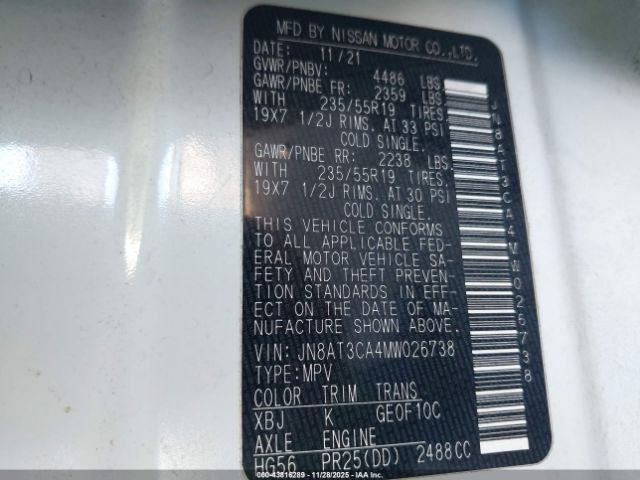 MFD BY NISSAN MOTOR CO.,LTD.
DATE: 11/21
GVWR/PNBV: 4486 LBS
GAWR/PNBE FR: 2359 LBS
WITH 235/55R19 TIRES,
19X7 1/2J RIMS. AT 33 PSI
COLD SINGLE.
GAWR/PNBE RR: 2238 LBS.
WITH 235/55R19 TIRES.
19X7 1/2J RIMS. AT 30 PSI
COLD SINGLE.
THIS VEHICLE CONFORMS
TO ALL APPLICABLE FED-
ERAL MOTOR VEHICLE SA-
FETY AND THEFT PREVEN-
TION STANDARDS IN EFF-
ECT ON THE DATE OF MA-
NUFACTURE SHOWN ABOVE.
VIN: JN8AT3CA4MW026738
TYPE:MPV
COLOR TRIM TRANS
XBJ K GE0F10C
AXLE ENGINE
HG56 PR25(DD) 2488CC
JN8AT3CA4MW026738
© IAA No: 43816289 - 11/28/2025 - IAAI.com